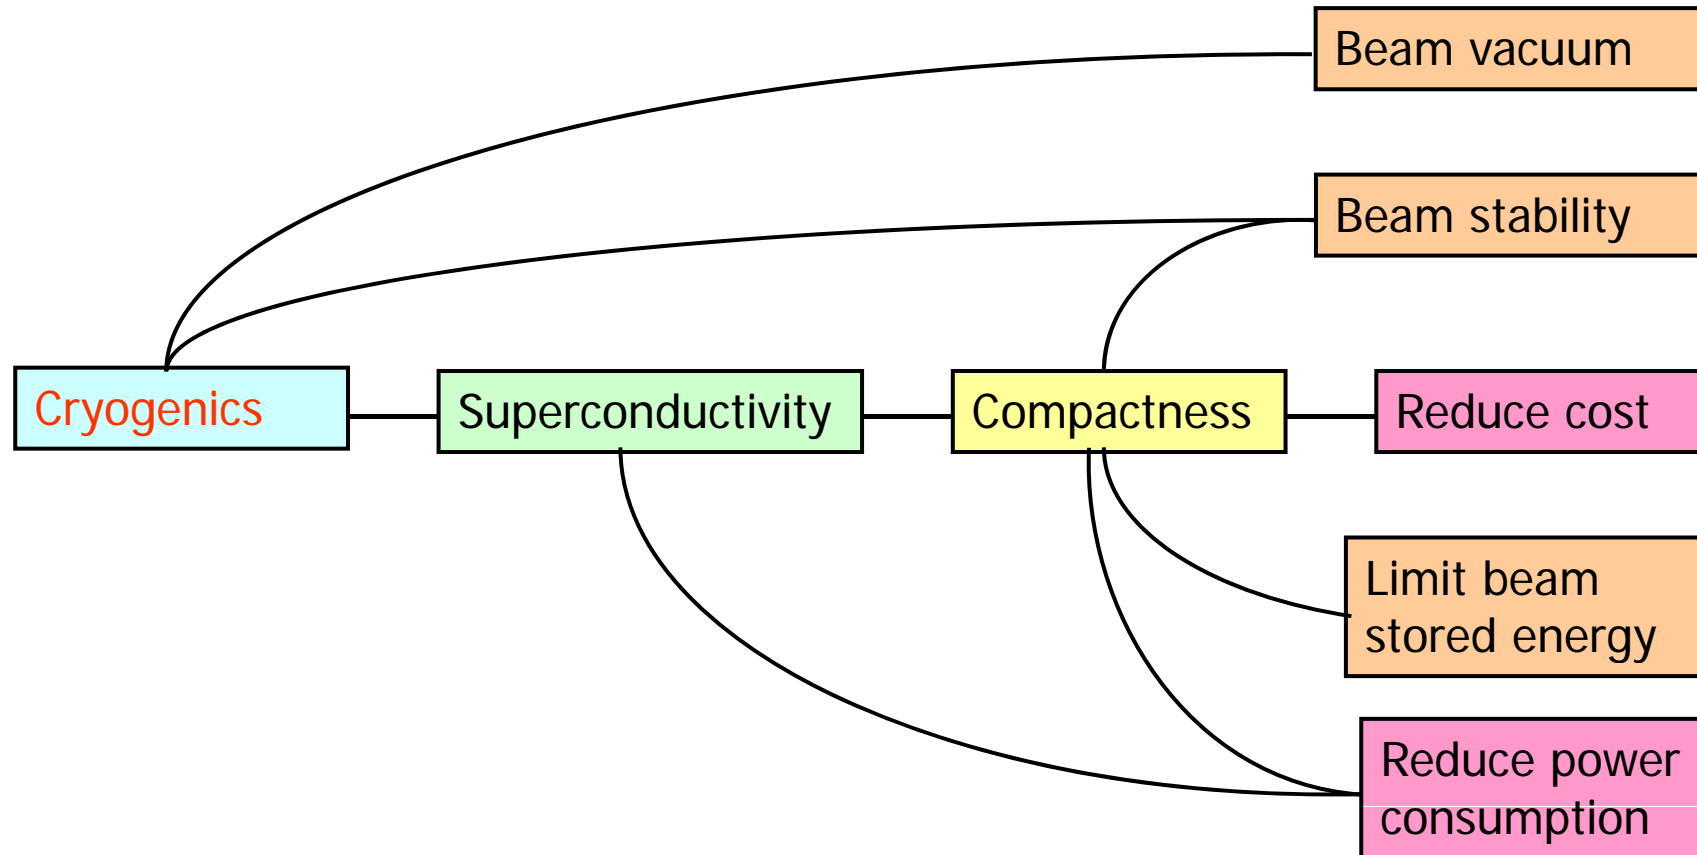 Beam vacuum
Beam stability
Cryogenics
Superconductivity
Compactness
Reduce cost
Limit beam
stored energy
Reduce power
consumption